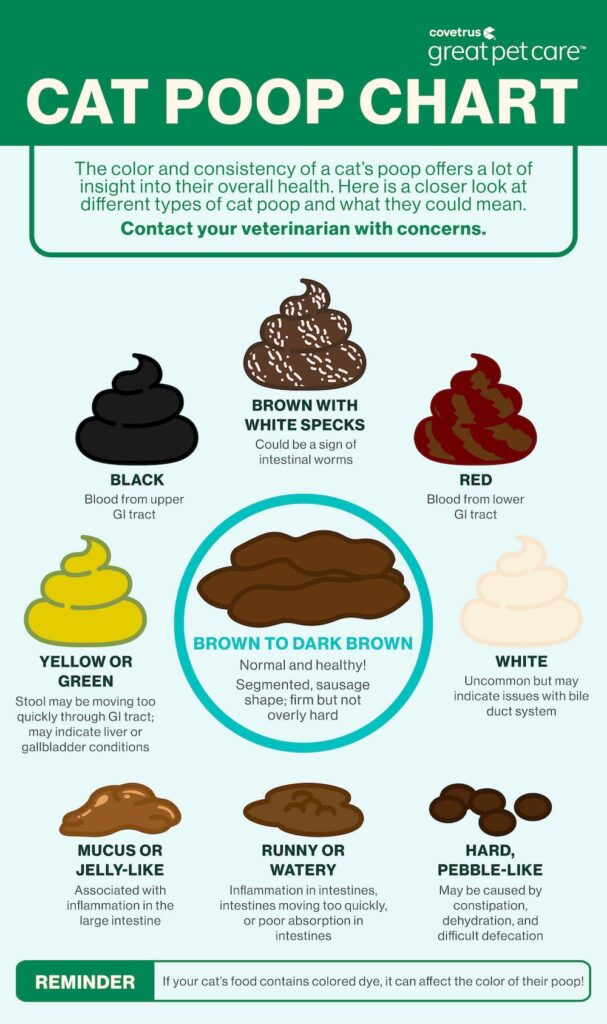 covetrus
great pet care™
CAT POOP CHART
The color and consistency of a cat's poop offers a lot of
insight into their overall health. Here is a closer look at
different types of cat poop and what they could mean.
Contact your veterinarian with concerns.
BROWN WITH
WHITE SPECKS
Could be a sign of
intestinal worms
BLACK
Blood from upper
GI tract
RED
Blood from lower
GI tract
BROWN TO DARK BROWN
Normal and healthy!
Segmented, sausage
shape; firm but not
overly hard
YELLOW OR
GREEN
Stool may be moving too
quickly through GI tract;
may indicate liver or
gallbladder conditions
WHITE
Uncommon but may
indicate issues with bile
duct system
MUCUS OR
JELLY-LIKE
Associated with
inflammation in the
large intestine
RUNNY OR
WATERY
Inflammation in intestines,
intestines moving too quickly,
or poor absorption in
intestines
HARD,
PEBBLE-LIKE
May be caused by
constipation,
dehydration, and
difficult defecation
REMINDER
If your cat's food contains colored dye, it can affect the color of their poop!